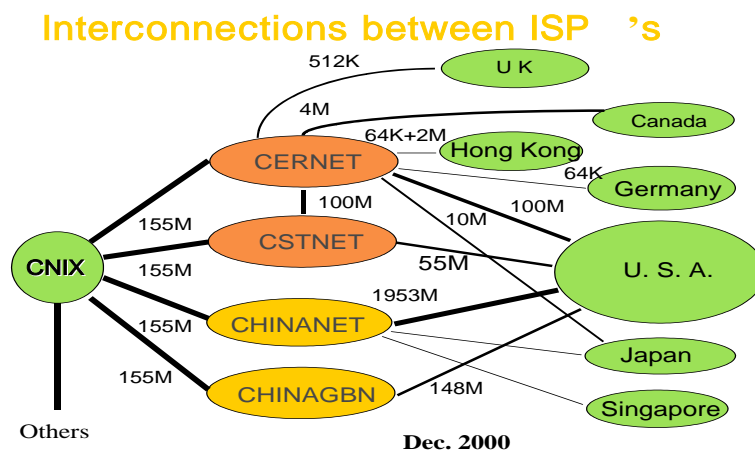 Interconnections between ISP 's
512K
U K
4M
Canada
64K+2M
Hong Kong
CERNET
64K
Germany
100M
10M
100M
155M
CSTNET
55M
CNIX
155M
U. S. A.
1953M
CHINANET
155M
Japan
155M
CHINAGBN
148M
Singapore
Others
Dec. 2000